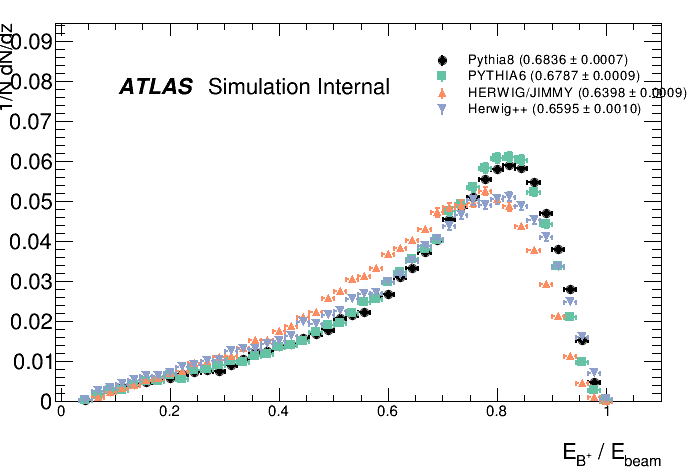 1/N dN/dz
0.09
0.08
0.07
0.06
0.05
0.04
0.03
0.02
0.01
0
ATLAS Simulation Internal
Pythia8 (0.6836 ± 0.0007)
PYTHIA6 (0.6787 ± 0.0009)
HERWIG/JIMMY (0.6398 ± 0.0009)
Herwig++ (0.6595 ± 0.0010)
0 0.2 0.4 0.6 0.8 1
E_B⁺ / E_beam